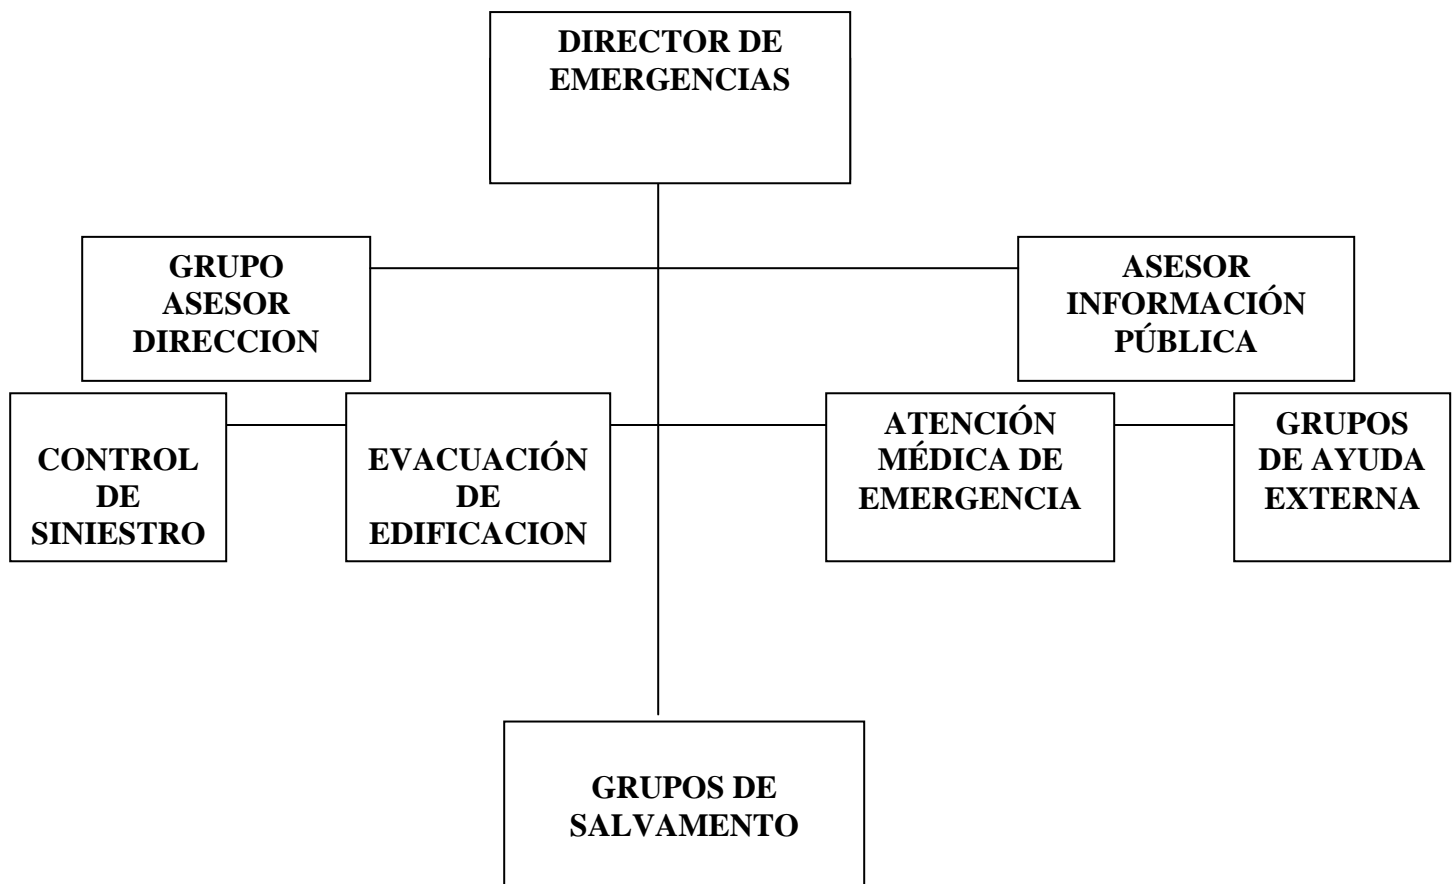 DIRECTOR DE
EMERGENCIAS
GRUPO
ASESOR
DIRECCION
ASESOR
INFORMACIÓN
PÚBLICA
CONTROL
DE
SINIESTRO
EVACUACIÓN
DE
EDIFICACION
ATENCIÓN
MÉDICA DE
EMERGENCIA
GRUPOS
DE AYUDA
EXTERNA
GRUPOS DE
SALVAMENTO